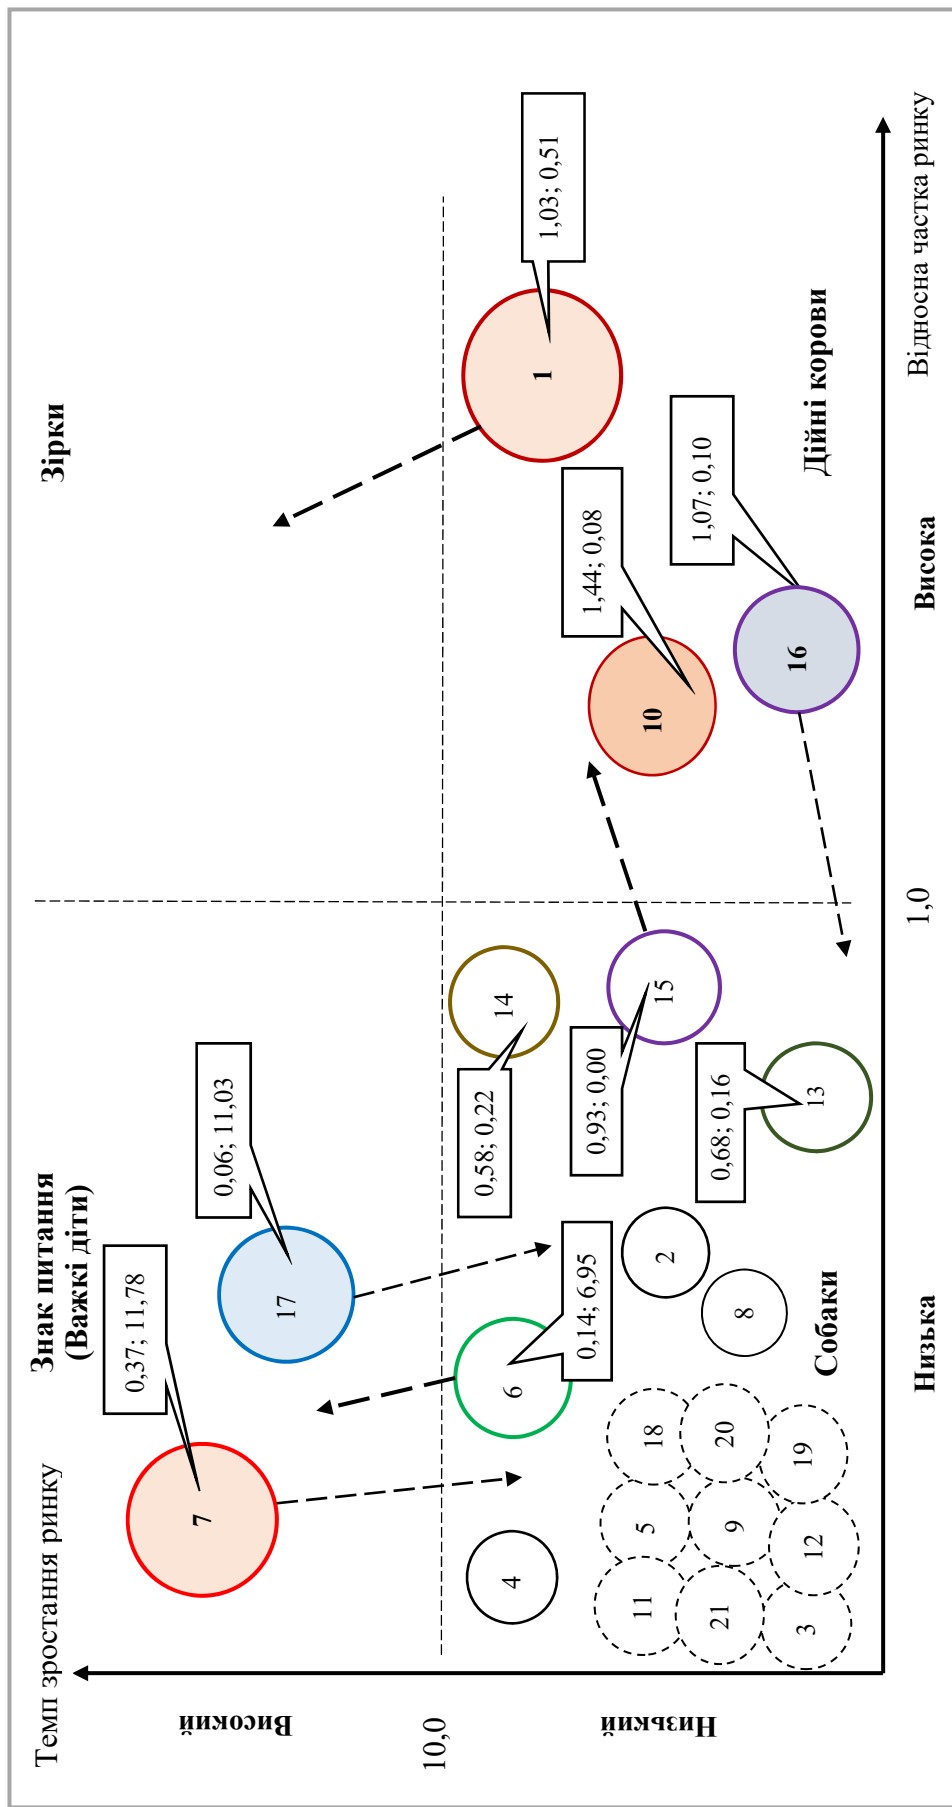 Темп зростання ринку
Знак питання
(Важкі діти)
Зірки
Високий
0,37; 11,78
7
0,06; 11,03
17
10,0
Низький
4
6
0,14; 6,95
14
0,58; 0,22
1
1,03; 0,51
11
5
18
2
15
0,93; 0,00
10
1,44; 0,08
21
9
20
8
3
12
19
13
0,68; 0,16
16
1,07; 0,10
Собаки
Дійні корови
Низька
1,0
Висока
Відносна частка ринку